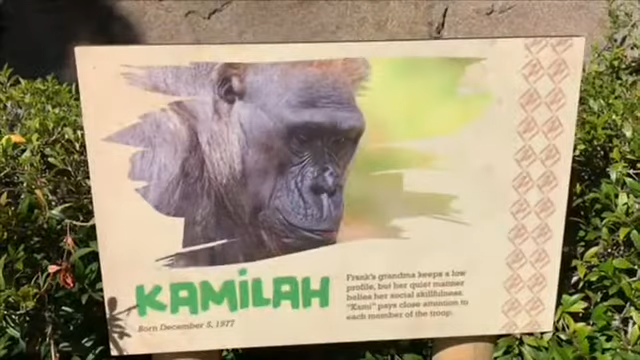 KAMILAH
Born December 5, 1977
Frank's grandma keeps a low
profile, but her quiet manner
belies her social skillfulness.
"Kami" pays close attention to
each member of the troop.